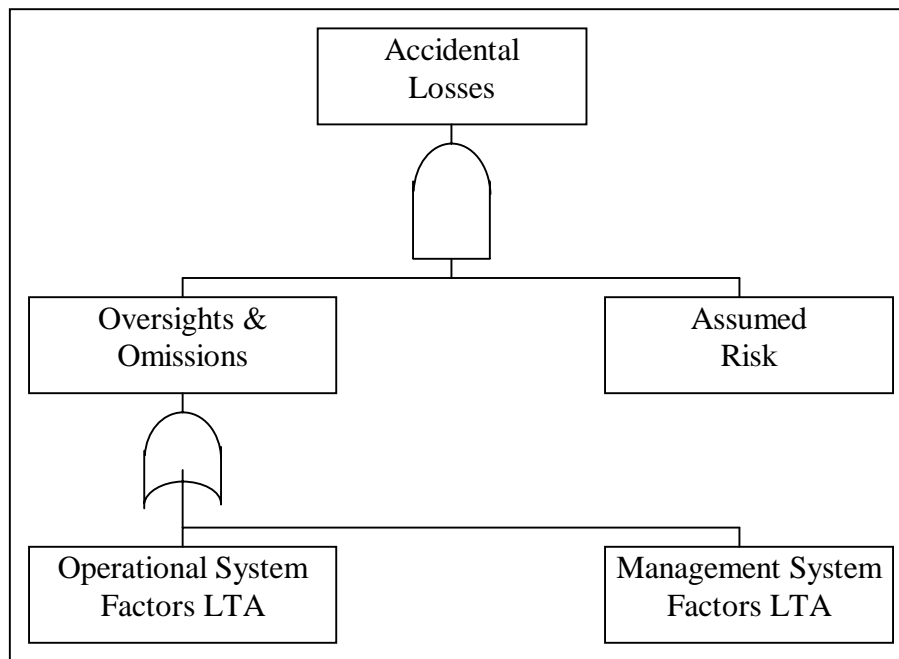 Accidental
Losses
Oversights &
Omissions
Assumed
Risk
Operational System
Factors LTA
Management System
Factors LTA